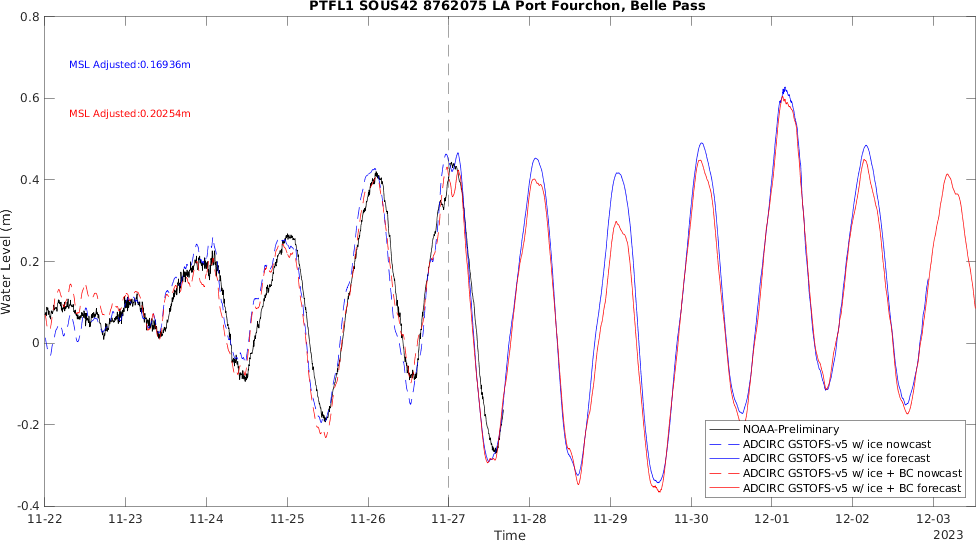 PTFL1 SOUS42 8762075 LA Port Fourchon, Belle Pass
0.8
0.6
0.4
0.2
0
-0.2
-0.4
Water Level (m)
MSL Adjusted:0.16936m
MSL Adjusted:0.20254m
NOAA-Preliminary
ADCIRC GSTOFS-v5 w/ ice nowcast
ADCIRC GSTOFS-v5 w/ ice forecast
ADCIRC GSTOFS-v5 w/ ice + BC nowcast
ADCIRC GSTOFS-v5 w/ ice + BC forecast
11-22 11-23 11-24 11-25 11-26 11-27 11-28 11-29 11-30 12-01 12-02 12-03
Time
2023